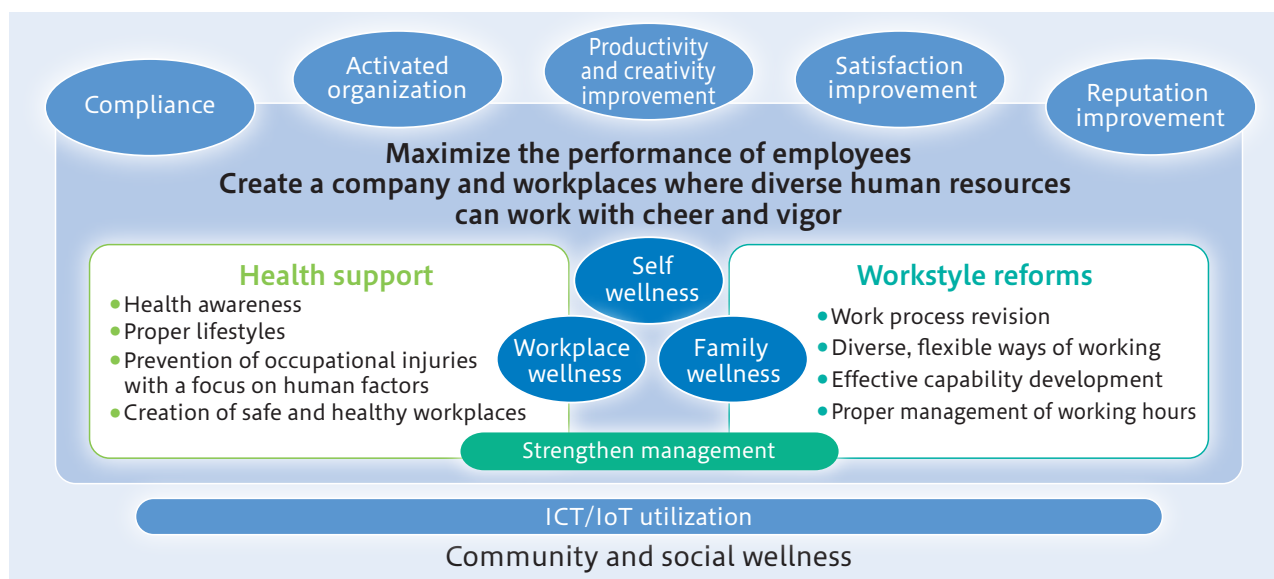 Compliance
Activated
organization
Productivity
and creativity
improvement
Satisfaction
improvement
Reputation
improvement
Maximize the performance of employees
Create a company and workplaces where diverse human resources
can work with cheer and vigor
Health support
•Health awareness
•Proper lifestyles
•Prevention of occupational injuries
with a focus on human factors
•Creation of safe and healthy workplaces
Self
wellness
Workplace
wellness
Family
wellness
Workstyle reforms
•Work process revision
•Diverse, flexible ways of working
•Effective capability development
•Proper management of working hours
Strengthen management
ICT/IoT utilization
Community and social wellness